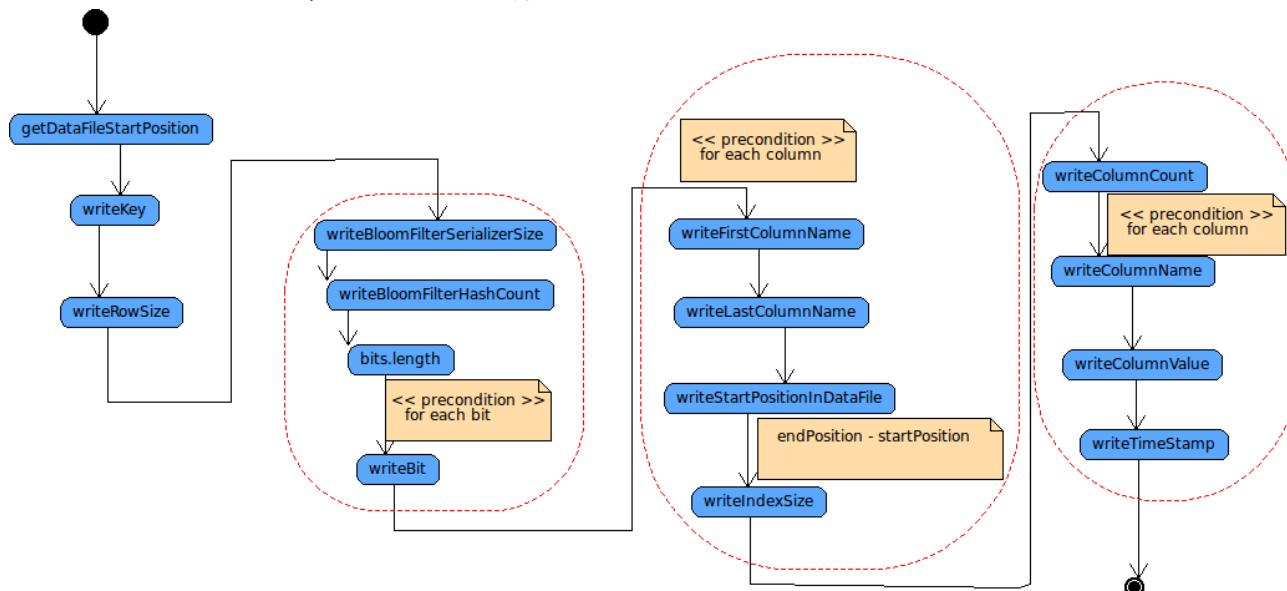 getDataFileStartPosition
writeKey
writeRowSize
writeBloomFilterSerializerSize
writeBloomFilterHashCount
bits.length
<< precondition >>
for each bit
writeBit
<< precondition >>
for each column
writeFirstColumnName
writeLastColumnName
writeStartPositionInDataFile
endPosition - startPosition
writeIndexSize
writeColumnCount
<< precondition >>
for each column
writeColumnName
writeColumnValue
writeTimeStamp